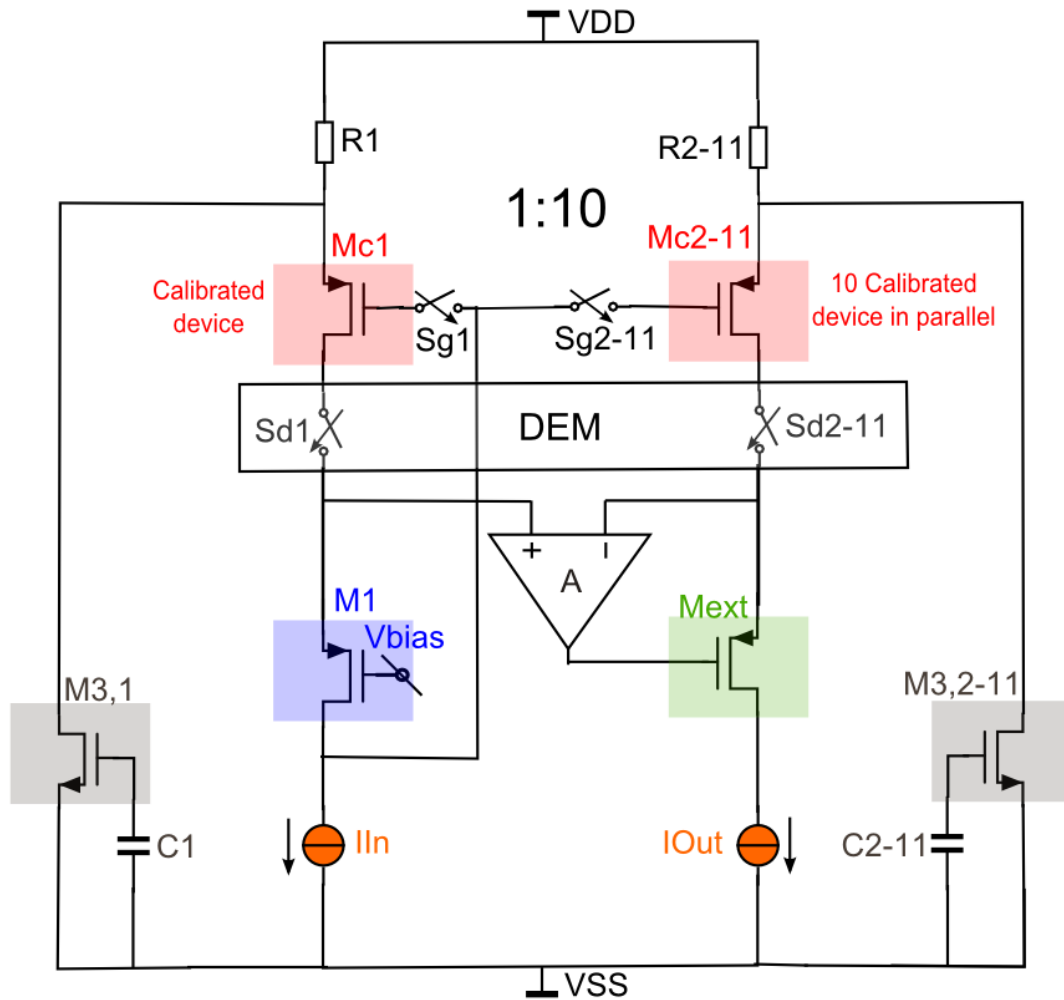 VDD
R1
R2-11
1:10
Mc1
Mc2-11
Calibrated
device
10 Calibrated
device in parallel
Sg1
Sg2-11
Sd1
DEM
Sd2-11
+
−
A
M1
Vbias
Mext
M3,1
M3,2-11
C1
IIn
IOut
C2-11
VSS